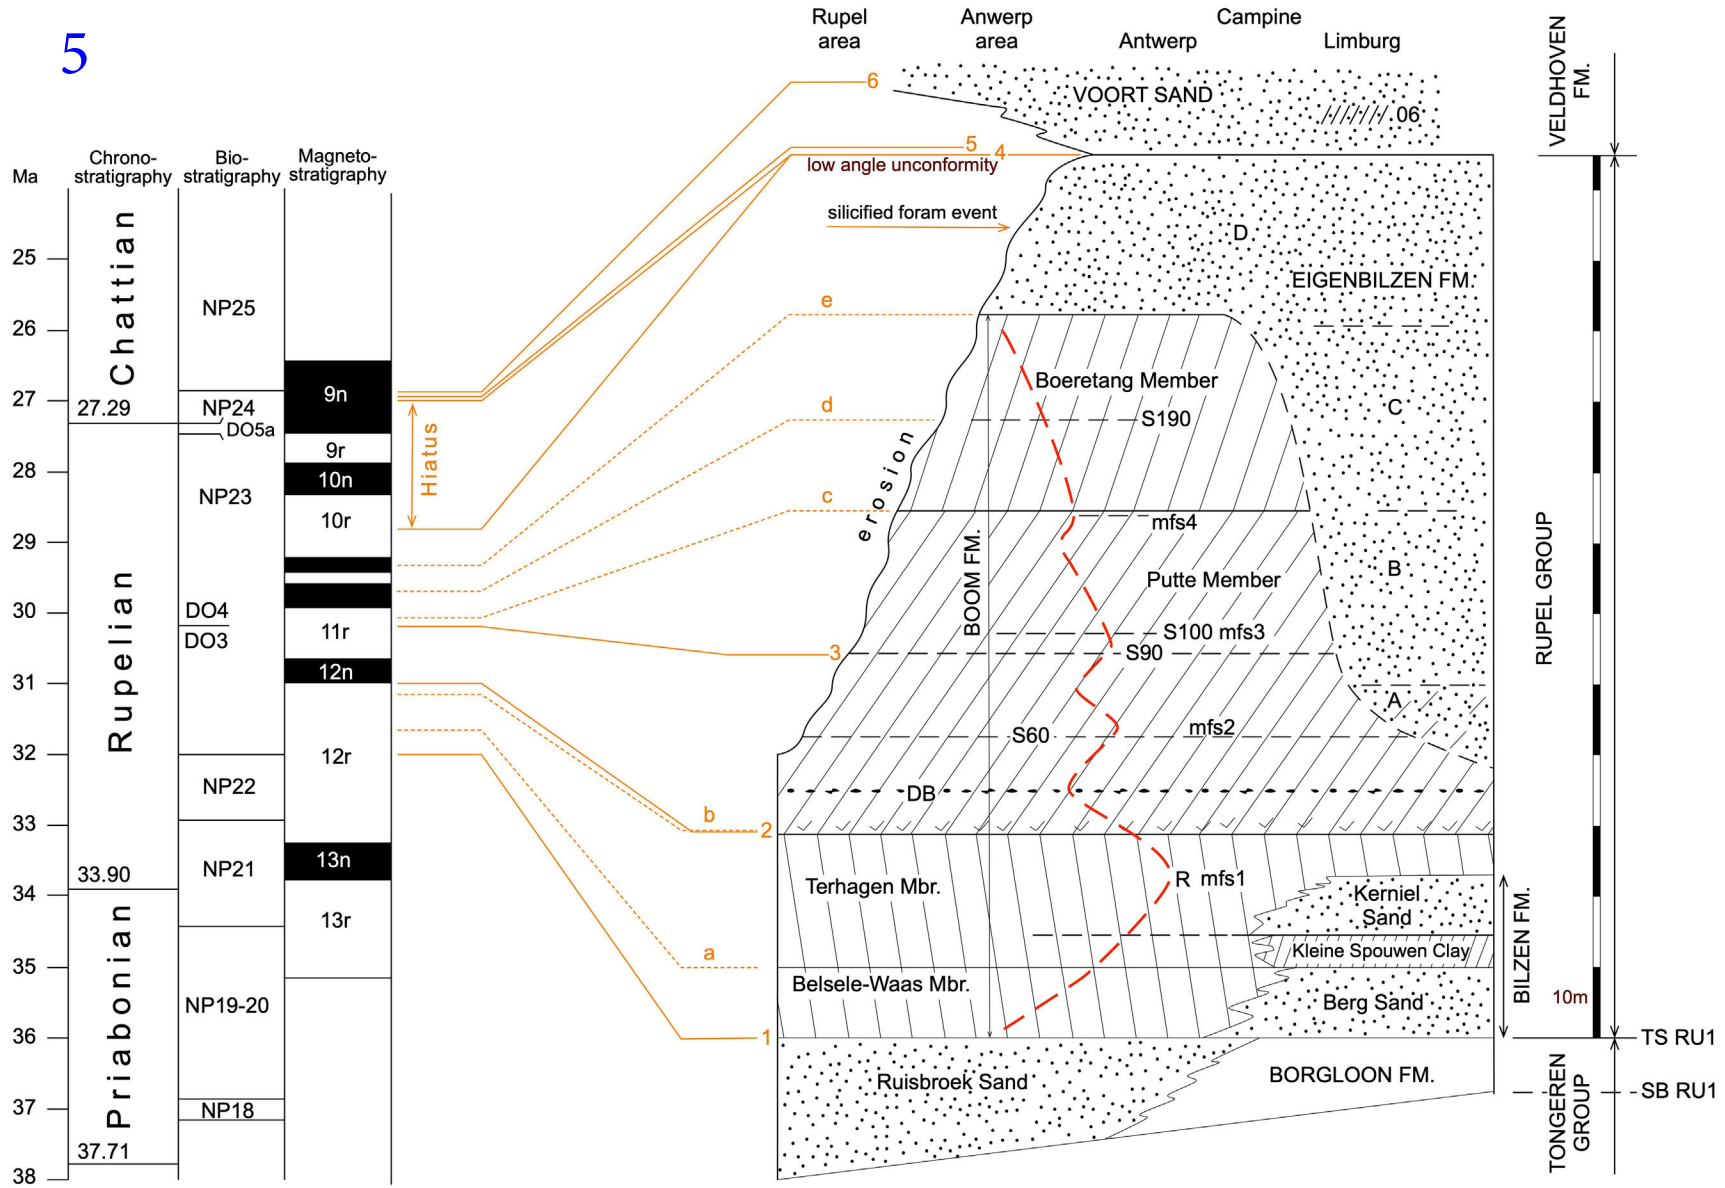 5
Rupel
area
Anwerp
area
Campine
Antwerp
Limburg
VELDHOVEN
FM.
6
VOORT SAND
06
Ma
Chrono-
stratigraphy
Bio-
stratigraphy
Magneto-
stratigraphy
5
4
low angle unconformity
silicified foram event
D
EIGENBILZEN FM.
25
26
27
28
29
30
31
32
33
34
35
36
37
38
Chattian
27.29
Rupelian
33.90
Priabonian
37.71
NP25
NP24
DO5a
NP23
DO4
DO3
NP22
NP21
NP19-20
NP18
9n
9r
10n
10r
11r
12n
12r
13n
13r
Hiatus
e
d
c
3
b
2
a
1
erosion
BOOM FM.
Boeretang Member
S190
C
mfs4
Putte Member
B
S100 mfs3
S90
A
S60
mfs2
DB
Terhagen Mbr.
R mfs1
Kerniel
Sand
Kleine Spouwen Clay
Belsele-Waas Mbr.
Berg Sand
BILZEN FM.
RUPEL GROUP
10m
TS RU1
Ruisbroek Sand
BORGLOON FM.
SB RU1
TONGEREN
GROUP